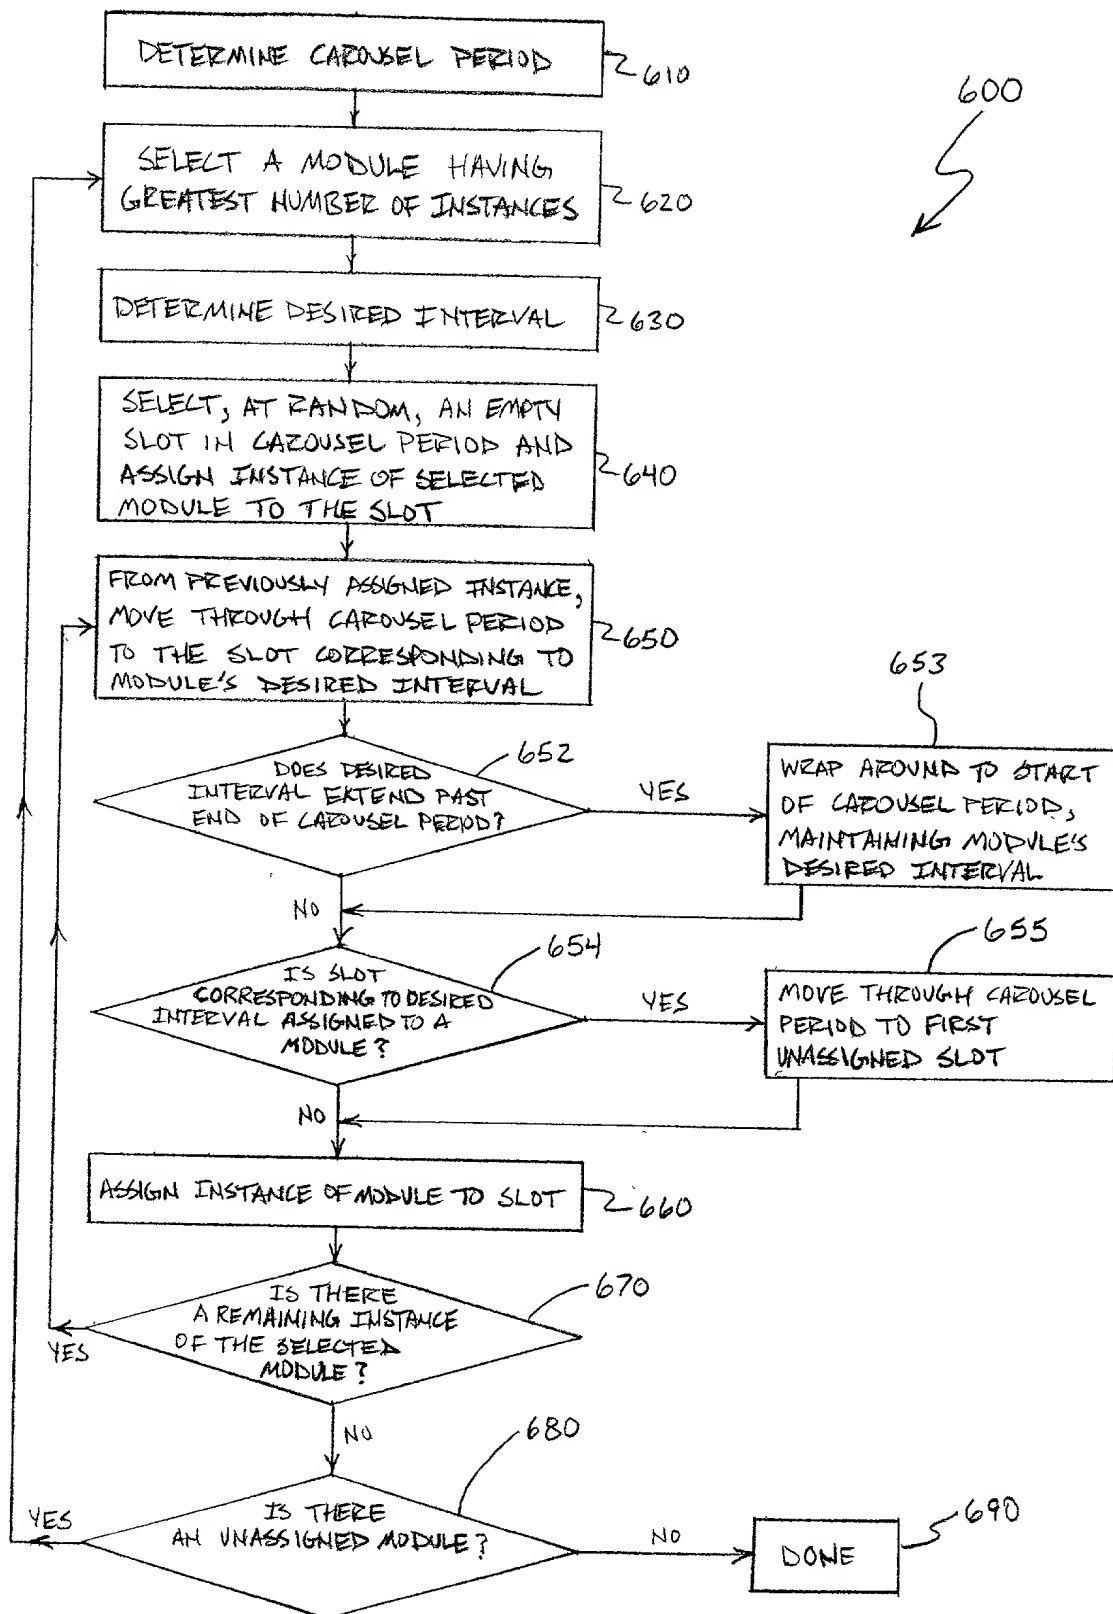 DETERMINE CAROUSEL PERIOD
610
600
SELECT A MODULE HAVING
GREATEST NUMBER OF INSTANCES
620
DETERMINE DESIRED INTERVAL
630
SELECT, AT RANDOM, AN EMPTY
SLOT IN CAROUSEL PERIOD AND
ASSIGN INSTANCE OF SELECTED
MODULE TO THE SLOT
640
FROM PREVIOUSLY ASSIGNED INSTANCE,
MOVE THROUGH CAROUSEL PERIOD
TO THE SLOT CORRESPONDING TO
MODULE'S DESIRED INTERVAL
650
DOES DESIRED
INTERVAL EXTEND PAST
END OF CAROUSEL PERIOD?
652
YES
653
WRAP AROUND TO START
OF CAROUSEL PERIOD,
MAINTAINING MODULE'S
DESIRED INTERVAL
NO
IS SLOT
CORRESPONDING TO DESIRED
INTERVAL ASSIGNED TO A
MODULE?
654
YES
655
MOVE THROUGH CAROUSEL
PERIOD TO FIRST
UNASSIGNED SLOT
NO
ASSIGN INSTANCE OF MODULE TO SLOT
660
IS THERE
A REMAINING INSTANCE
OF THE SELECTED
MODULE?
670
YES
NO
IS THERE
AN UNASSIGNED MODULE?
680
YES
NO
DONE
690